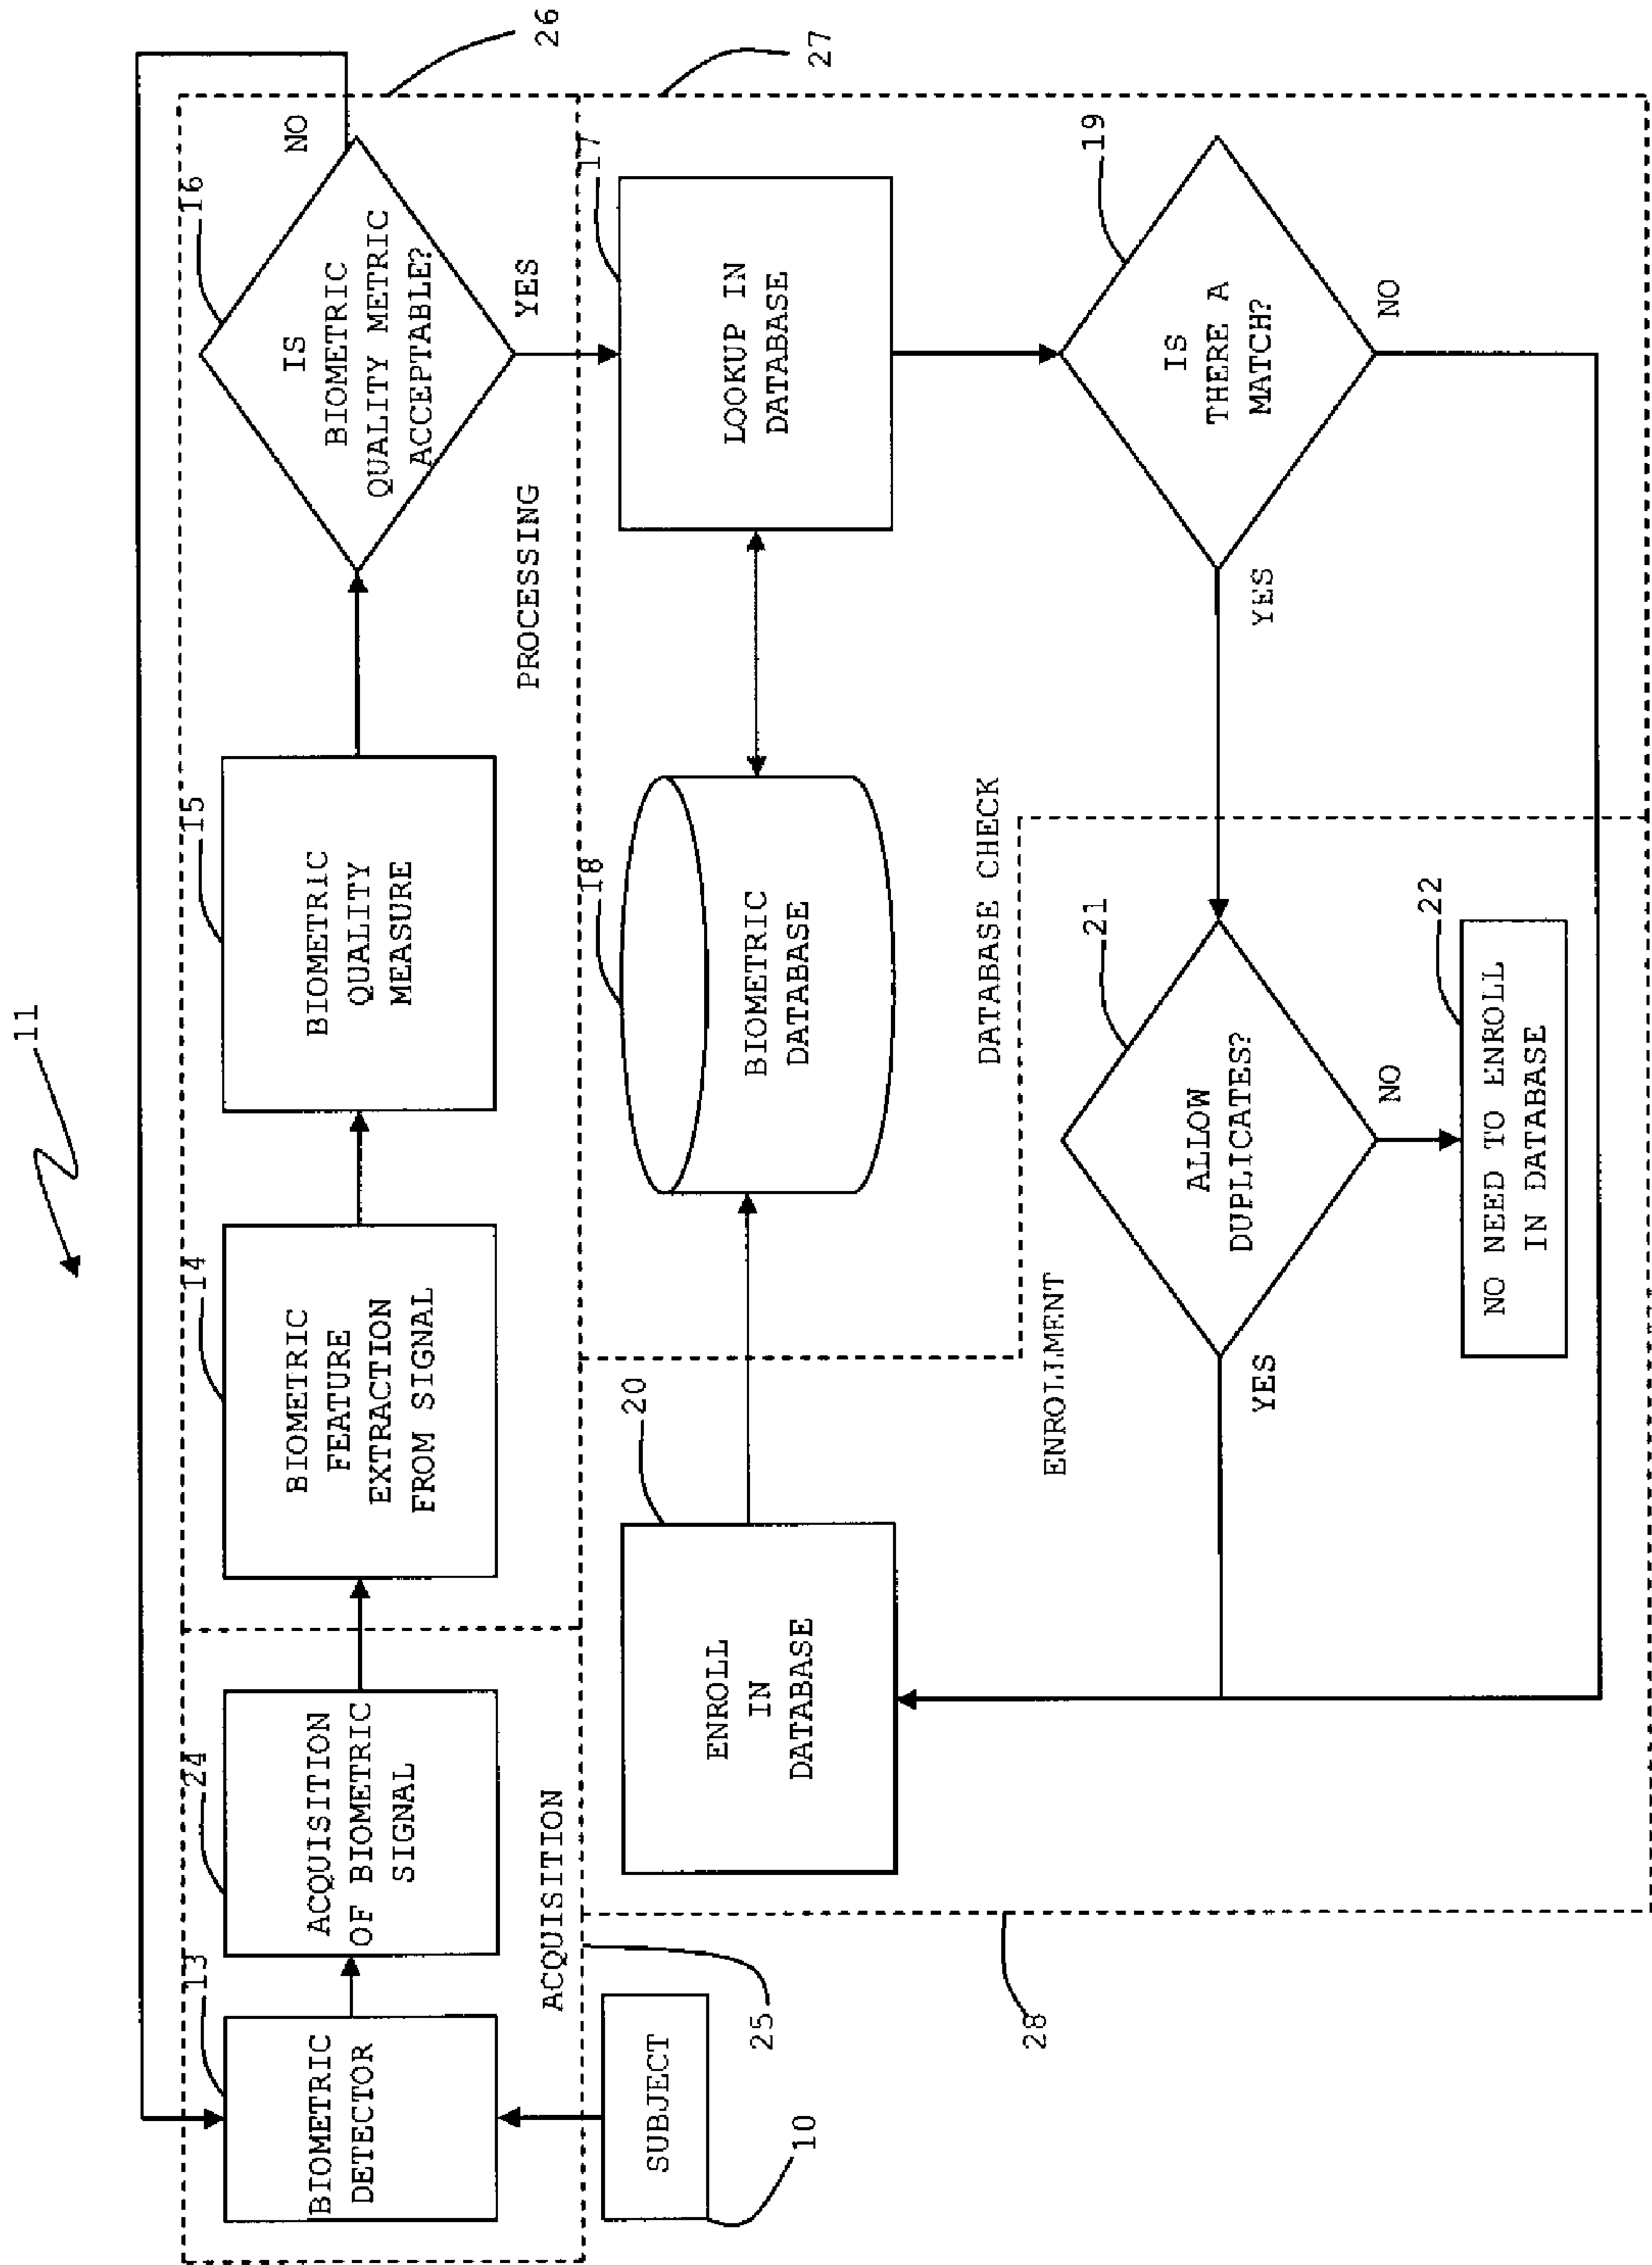 11
13
24
14
15
16
BIOMETRIC
DETECTOR
ACQUISITION
OF BIOMETRIC
SIGNAL
BIOMETRIC
FEATURE
EXTRACTION
FROM SIGNAL
BIOMETRIC
QUALITY
MEASURE
IS
BIOMETRIC
QUALITY METRIC
ACCEPTABLE?
NO
YES
26
ACQUISITION
PROCESSING
SUBJECT
10
25
20
18
17
27
ENROLL
IN
DATABASE
BIOMETRIC
DATABASE
LOOKUP IN
DATABASE
DATABASE CHECK
28
ENROLLMENT
21
19
ALLOW
DUPLICATES?
YES
NO
IS
THERE A
MATCH?
YES
NO
22
NO NEED TO ENROLL
IN DATABASE